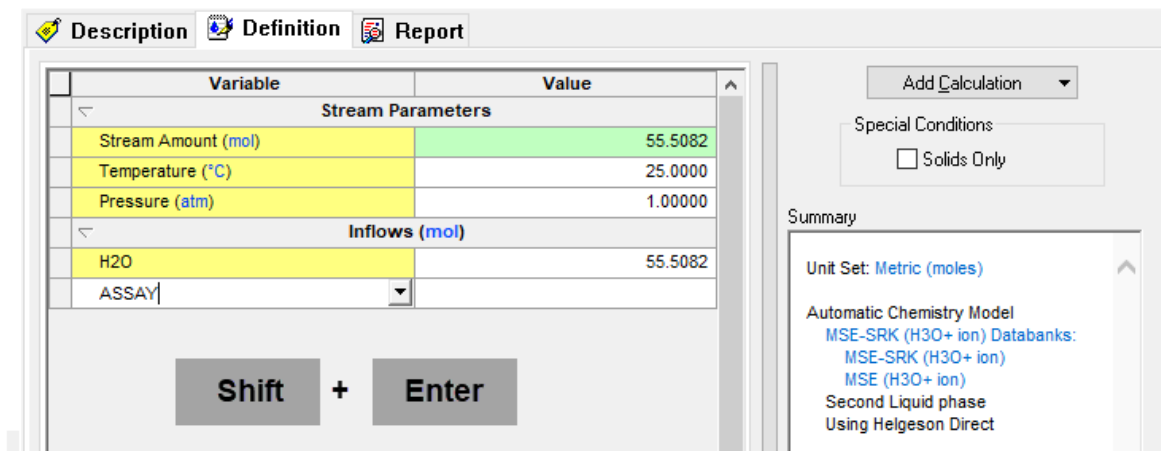 Description Definition Report
Variable Value
Stream Parameters
Stream Amount (mol) 55.5082
Temperature (°C) 25.0000
Pressure (atm) 1.00000
Inflows (mol)
H2O 55.5082
ASSAY
Shift + Enter
Add Calculation
Special Conditions
Solids Only
Summary
Unit Set: Metric (moles)
Automatic Chemistry Model
MSE-SRK (H3O+ ion) Databanks:
MSE-SRK (H3O+ ion)
MSE (H3O+ ion)
Second Liquid phase
Using Helgeson Direct